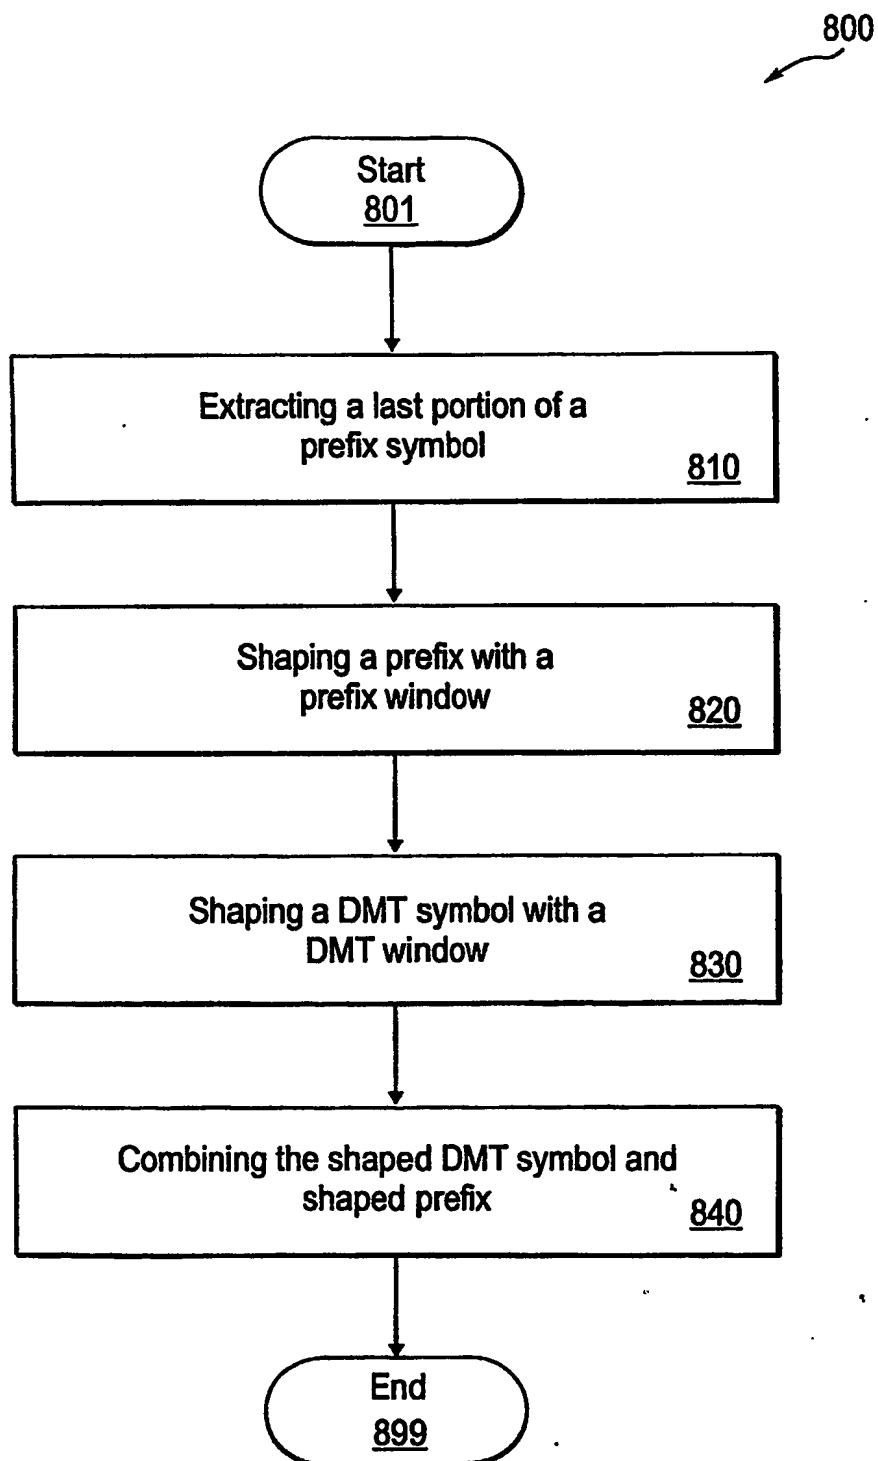 800
Start
801
Extracting a last portion of a
prefix symbol
810
Shaping a prefix with a
prefix window
820
Shaping a DMT symbol with a
DMT window
830
Combining the shaped DMT symbol and
shaped prefix
840
End
899